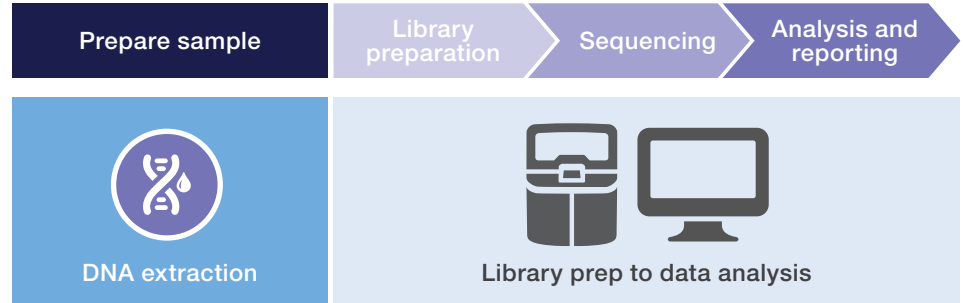 Prepare sample
Library
preparation
Sequencing
Analysis and
reporting
DNA extraction
Library prep to data analysis